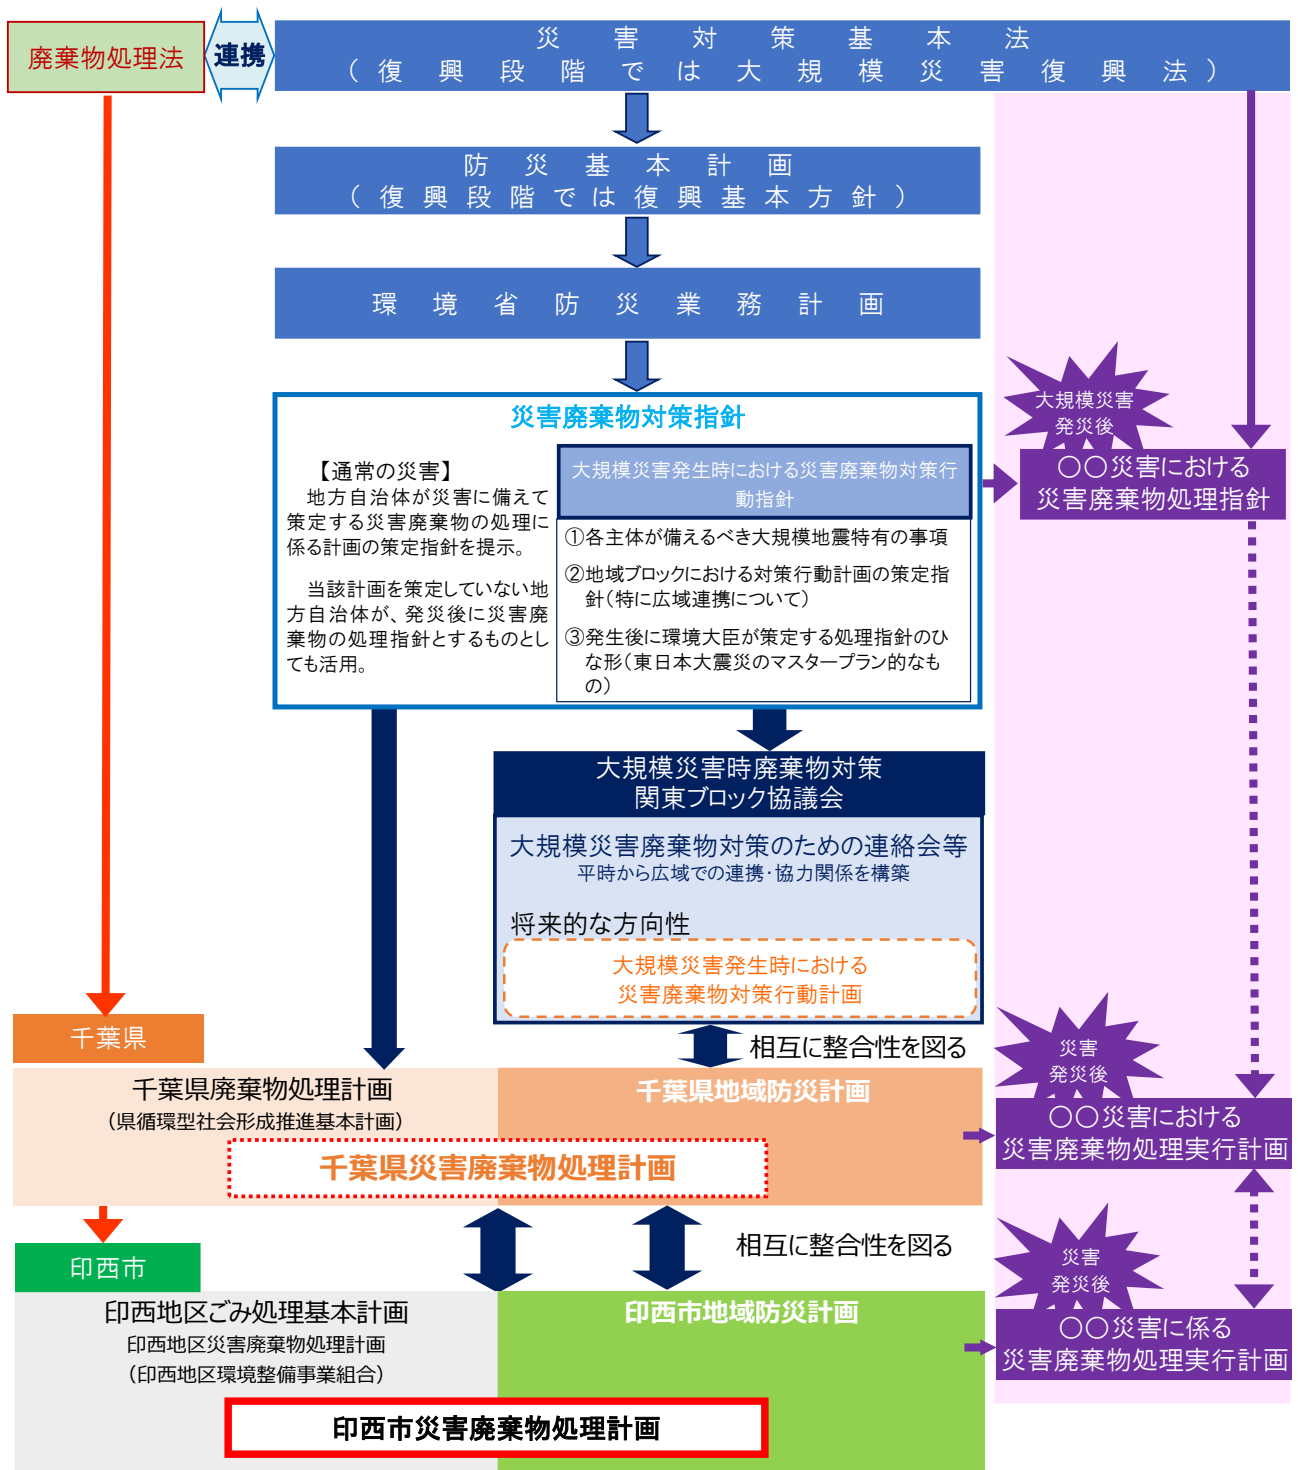 廃棄物処理法
連携
災害対策基本法
（復興段階では大規模災害復興法）
防災基本計画
（復興段階では復興基本方針）
環境省防災業務計画
災害廃棄物対策指針
【通常の災害】
地方自治体が災害に備えて
策定する災害廃棄物の処理に
係る計画の策定指針を提示。
当該計画を策定していない地
方自治体が、発災後に災害廃
棄物の処理指針とするものとし
ても活用。
大規模災害発生時における災害廃棄物対策行
動指針
①各主体が備えるべき大規模地震特有の事項
②地域ブロックにおける対策行動計画の策定指
針（特に広域連携について）
③発生後に環境大臣が策定する処理指針のひ
な形（東日本大震災のマスタープラン的なも
の）
大規模災害
発災後
〇〇災害における
災害廃棄物処理指針
大規模災害時廃棄物対策
関東ブロック協議会
大規模災害廃棄物対策のための連絡会等
平時から広域での連携・協力関係を構築
将来的な方向性
大規模災害発生時における
災害廃棄物対策行動計画
相互に整合性を図る
千葉県
千葉県廃棄物処理計画
（県循環型社会形成推進基本計画）
千葉県地域防災計画
千葉県災害廃棄物処理計画
災害
発災後
〇〇災害における
災害廃棄物処理実行計画
相互に整合性を図る
印西市
印西地区ごみ処理基本計画
印西地区災害廃棄物処理計画
（印西地区環境整備事業組合）
印西市地域防災計画
印西市災害廃棄物処理計画
災害
発災後
〇〇災害に係る
災害廃棄物処理実行計画